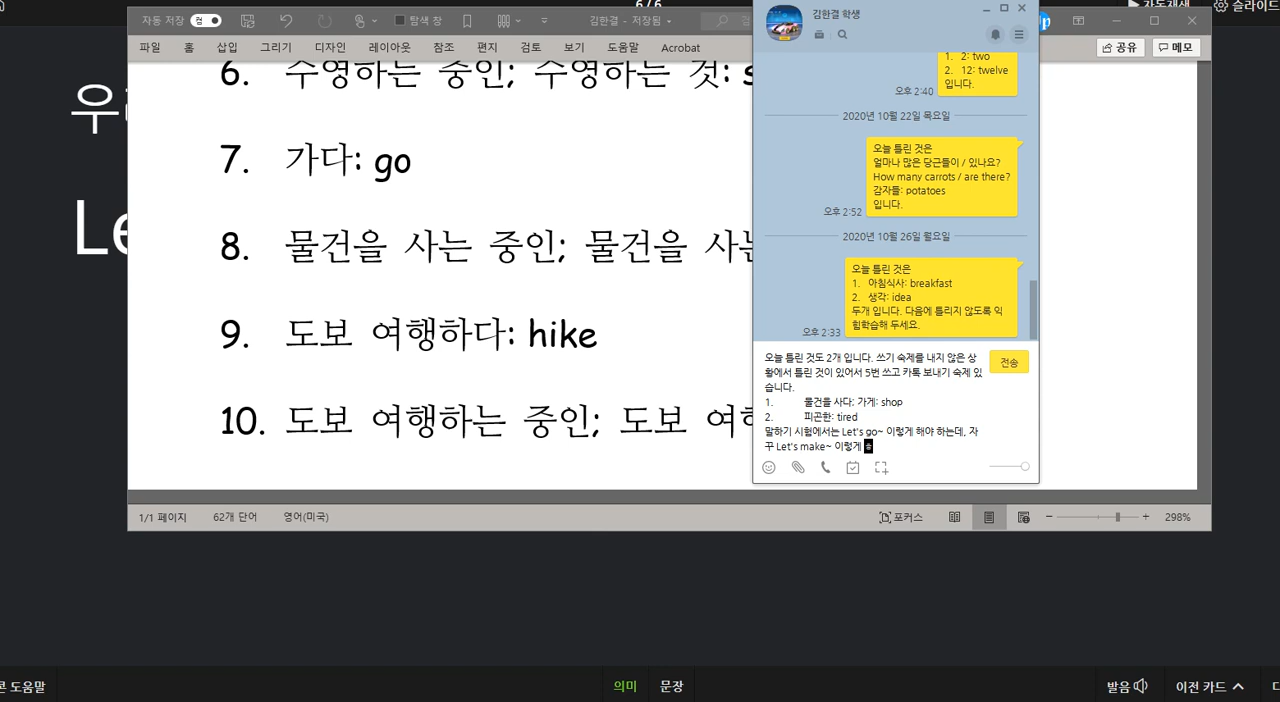 6 / 6
자동재생
슬라이드
자동 저장 켬
탐색 창
김한결 - 저장됨
파일 홈 삽입 그리기 디자인 레이아웃 참조 편지 검토 보기 도움말 Acrobat
공유 메모
6. 수영하는 중인; 수영하는 것: s
7. 가다: go
8. 물건을 사는 중인; 물건을 사는
9. 도보 여행하다: hike
10. 도보 여행하는 중인; 도보 여행
1/1 페이지 62개 단어 영어(미국)
포커스
298%
김한결 학생
1. 2: two
2. 12: twelve
입니다.
오후 2:40
2020년 10월 22일 목요일
오늘 틀린 것은
얼마나 많은 당근들이 / 있나요?
How many carrots / are there?
감자들: potatoes
입니다.
오후 2:52
2020년 10월 26일 월요일
오늘 틀린 것은
1. 아침식사: breakfast
2. 생각: idea
두개 입니다. 다음에 틀리지 않도록 익
힘학습해 두세요.
오후 2:33
오늘 틀린 것도 2개 입니다. 쓰기 숙제를 내지 않은 상
황에서 틀린 것이 있어서 5번 쓰고 카톡 보내기 숙제 있
습니다.
1. 물건을 사다; 가게: shop
2. 피곤한: tired
말하기 시험에서는 Let's go~ 이렇게 해야 하는데, 자
꾸 Let's make~ 이렇게
전송
Le
도움말
의미 문장
발음 이전 카드